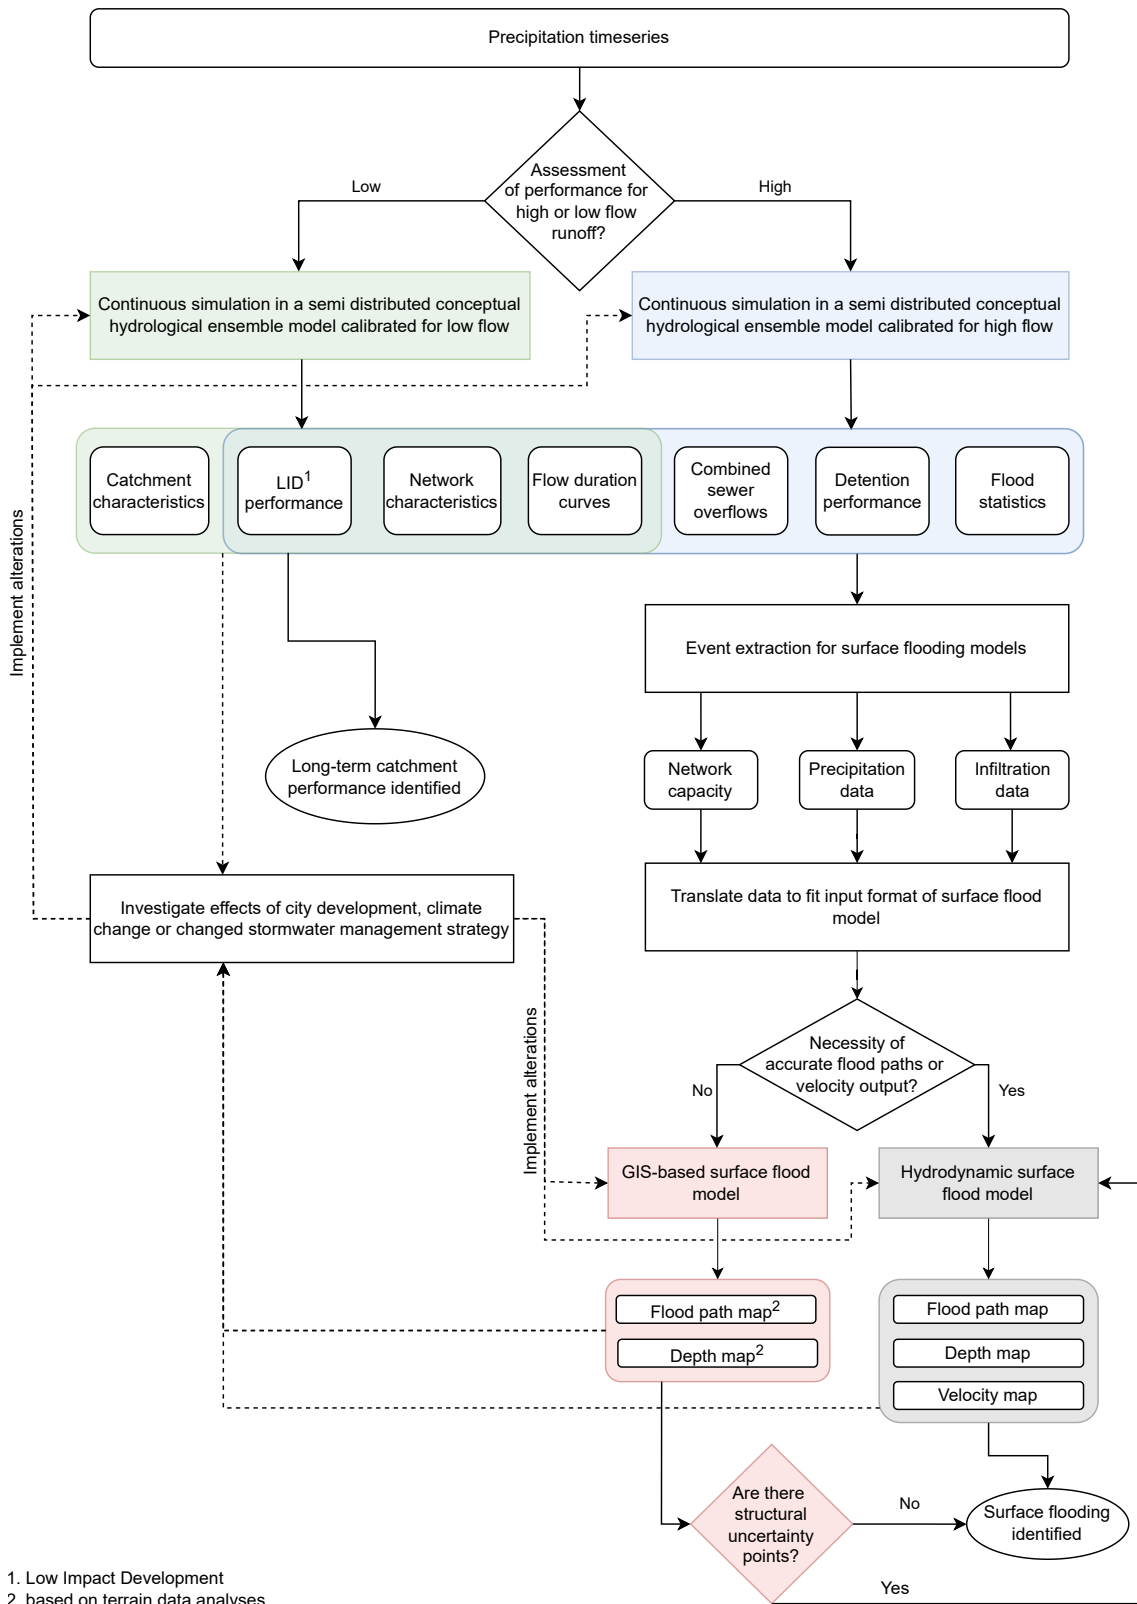 Precipitation timeseries
Assessment
of performance for
high or low flow
runoff?
Low
High
Continuous simulation in a semi distributed conceptual
hydrological ensemble model calibrated for low flow
Continuous simulation in a semi distributed conceptual
hydrological ensemble model calibrated for high flow
Catchment
characteristics
LID1
performance
Network
characteristics
Flow duration
curves
Combined
sewer
overflows
Detention
performance
Flood
statistics
Implement alterations
Event extraction for surface flooding models
Long-term catchment
performance identified
Network
capacity
Precipitation
data
Infiltration
data
Investigate effects of city development, climate
change or changed stormwater management strategy
Translate data to fit input format of surface flood
model
Necessity of
accurate flood paths or
velocity output?
No
Yes
Implement alterations
GIS-based surface flood
model
Hydrodynamic surface
flood model
Flood path map2
Depth map2
Flood path map
Depth map
Velocity map
Are there
structural
uncertainty
points?
No
Surface flooding
identified
Yes
1. Low Impact Development
2. based on terrain data analyses